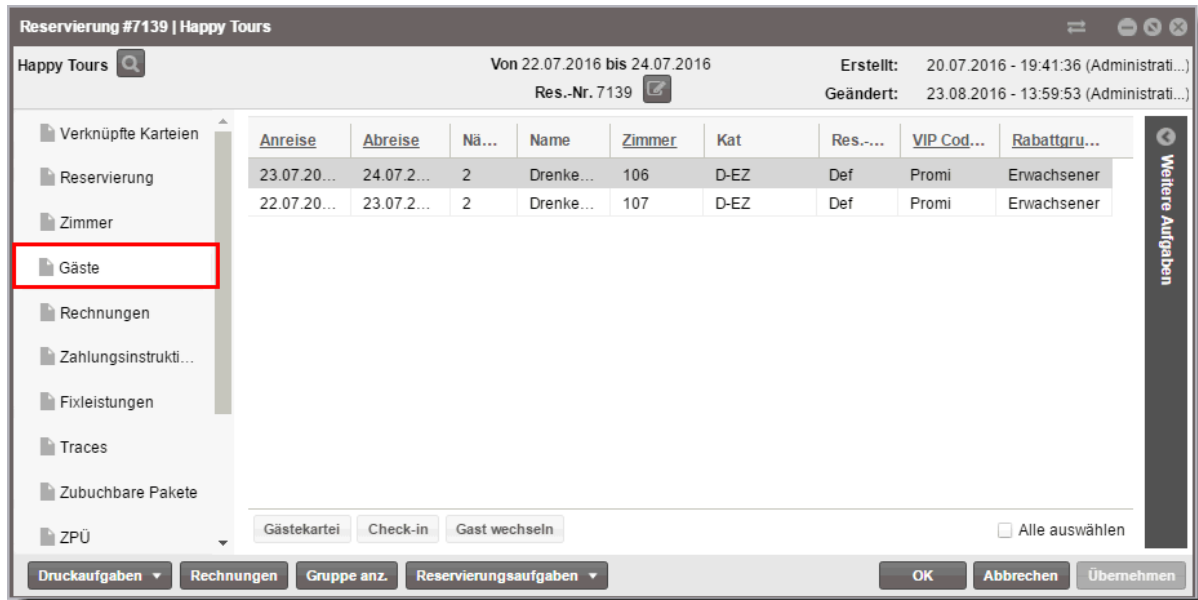 Reservierung #7139 | Happy Tours
Happy Tours
Von 22.07.2016 bis 24.07.2016
Res.-Nr. 7139
Erstellt: 20.07.2016 - 19:41:36 (Administrati...)
Geändert: 23.08.2016 - 13:59:53 (Administrati...)
Verknüpfte Karteien
Reservierung
Zimmer
Gäste
Rechnungen
Zahlungsinstrukti...
Fixleistungen
Traces
Zubuchbare Pakete
ZPÜ
Anreise Abreise Nä... Name Zimmer Kat Res.-... VIP Cod... Rabattgru...
23.07.20... 24.07.2... 2 Drenke... 106 D-EZ Def Promi Erwachsener
22.07.20... 23.07.2... 2 Drenke... 107 D-EZ Def Promi Erwachsener
Weitere Aufgaben
Gästekartei Check-in Gast wechseln Alle auswählen
Druckaufgaben Rechnungen Gruppe anz. Reservierungsaufgaben OK Abbrechen Übernehmen